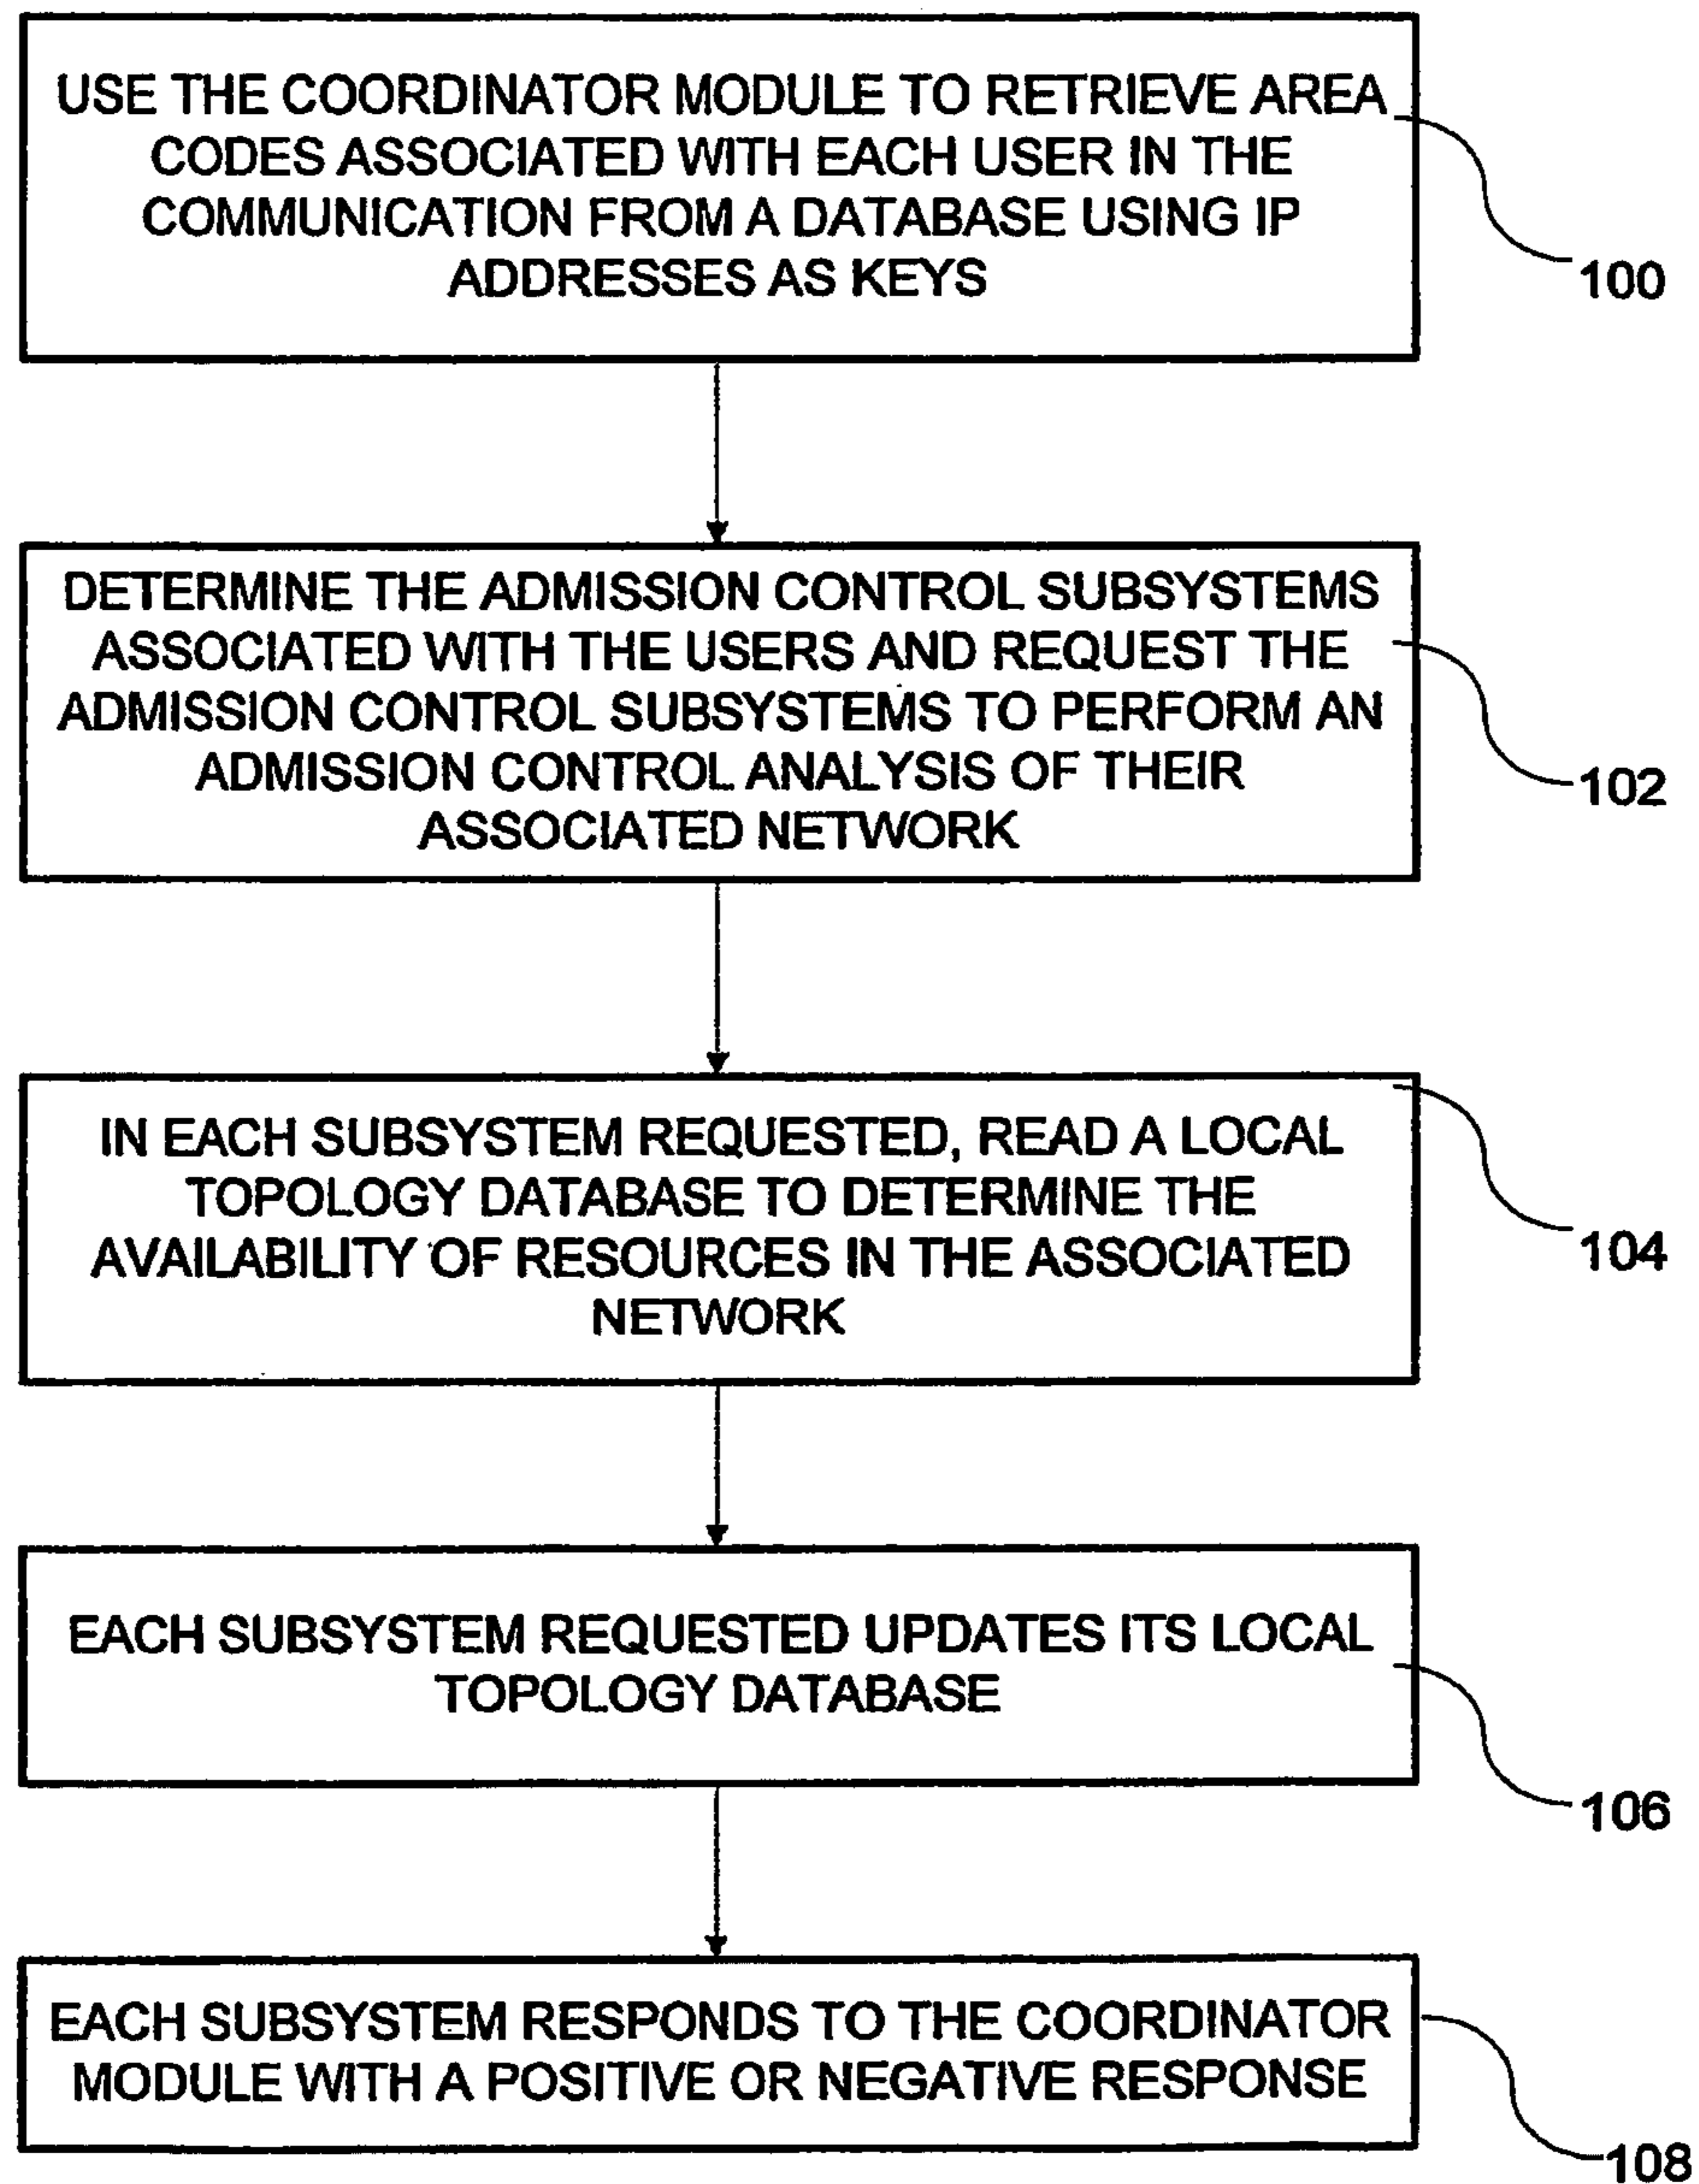 USE THE COORDINATOR MODULE TO RETRIEVE AREA
CODES ASSOCIATED WITH EACH USER IN THE
COMMUNICATION FROM A DATABASE USING IP
ADDRESSES AS KEYS
100
DETERMINE THE ADMISSION CONTROL SUBSYSTEMS
ASSOCIATED WITH THE USERS AND REQUEST THE
ADMISSION CONTROL SUBSYSTEMS TO PERFORM AN
ADMISSION CONTROL ANALYSIS OF THEIR
ASSOCIATED NETWORK
102
IN EACH SUBSYSTEM REQUESTED, READ A LOCAL
TOPOLOGY DATABASE TO DETERMINE THE
AVAILABILITY OF RESOURCES IN THE ASSOCIATED
NETWORK
104
EACH SUBSYSTEM REQUESTED UPDATES ITS LOCAL
TOPOLOGY DATABASE
106
EACH SUBSYSTEM RESPONDS TO THE COORDINATOR
MODULE WITH A POSITIVE OR NEGATIVE RESPONSE
108